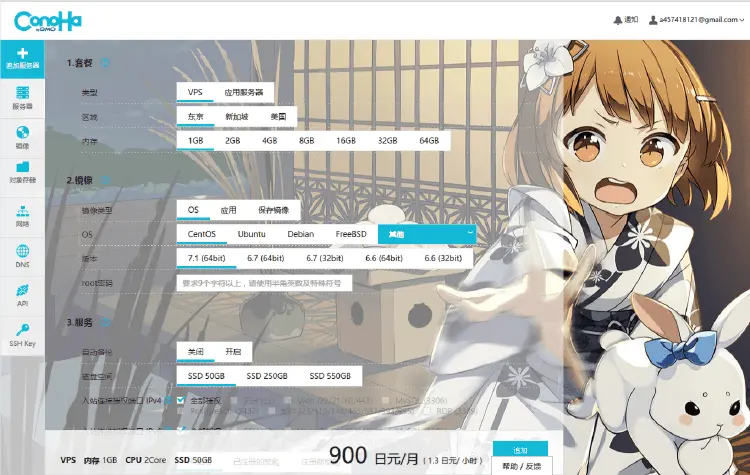 ConoHa
by GMO
通知
a457418121@gmail.com
追加服务器
服务器
镜像
对象存储
网络
DNS
API
SSH Key
1.套餐
类型 VPS 应用服务器
区域 东京 新加坡 美国
内存 1GB 2GB 4GB 8GB 16GB 32GB 64GB
2.镜像
镜像类型 OS 应用 保存镜像
OS CentOS Ubuntu Debian FreeBSD 其他
版本 7.1 (64bit) 6.7 (64bit) 6.7 (32bit) 6.6 (64bit) 6.6 (32bit)
root密码 要求9个字符以上，请使用半角英数及特殊符号
3.服务
自动备份 关闭 开启
磁盘空间 SSD 50GB SSD 250GB SSD 550GB
入站连接授权端口 IPv4 全部授权
VPS 内存 1GB CPU 2Core SSD 50GB 900 日元/月 ( 1.3 日元/ 小时 )
追加
帮助 / 反馈